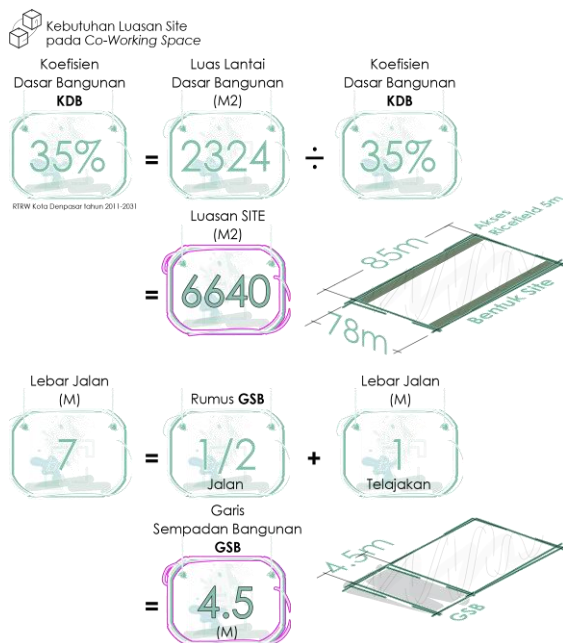 Kebutuhan Luasan Site
pada Co-Working Space
Koefisien
Dasar Bangunan
KDB
Luas Lantai
Dasar Bangunan
(M2)
Koefisien
Dasar Bangunan
KDB
35% = 2324 ÷ 35%
RTRW Kota Denpasar tahun 2011-2031
Luasan SITE
(M2)
= 6640
85m
78m
Akses
Ricefield 5m
Bentuk Site
Lebar Jalan
(M)
Rumus GSB
Lebar Jalan
(M)
7 = 1/2 + 1
Jalan
Telajakan
Garis
Sempadan Bangunan
GSB
= 4.5
(M)
4.5m
GSB